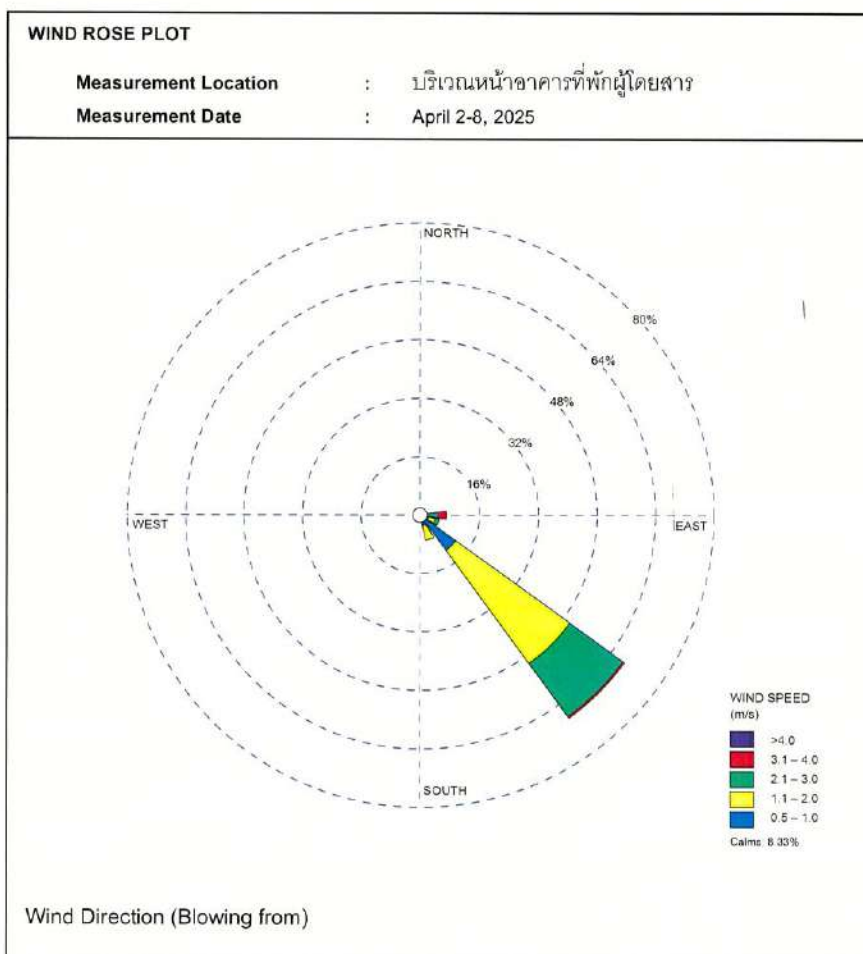 WIND ROSE PLOT
Measurement Location : บริเวณหน้าอาคารที่พักผู้โดยสาร
Measurement Date : April 2-8, 2025
NORTH
80%
64%
48%
32%
16%
WEST
EAST
SOUTH
WIND SPEED
(m/s)
>4.0
3.1 – 4.0
2.1 – 3.0
1.1 – 2.0
0.5 – 1.0
Calms: 8.33%
Wind Direction (Blowing from)